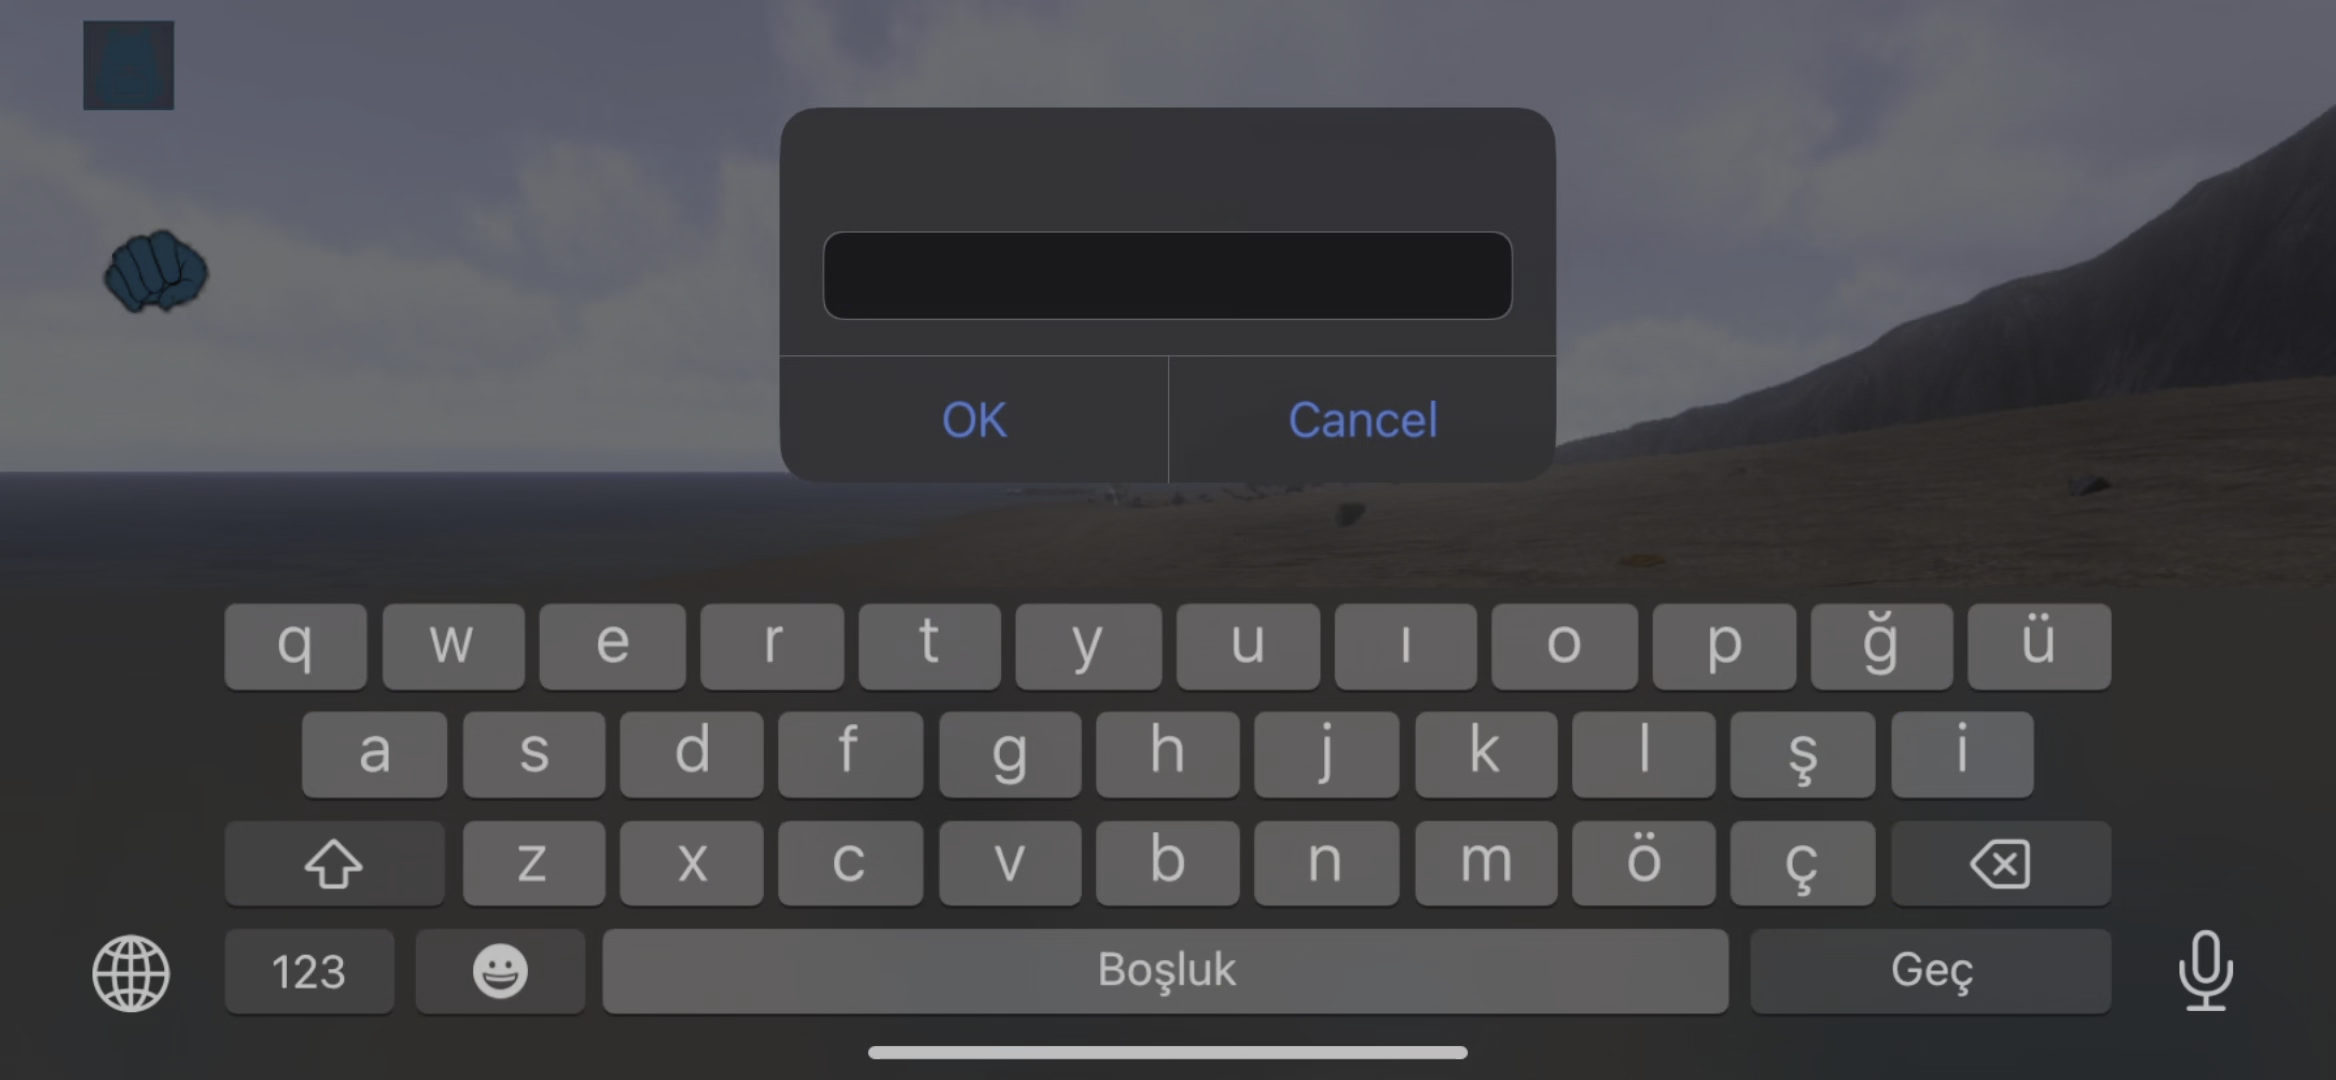 OK Cancel
q w e r t y u ı o p ğ ü
a s d f g h j k l ş i
z x c v b n m ö ç
123 Boşluk Geç